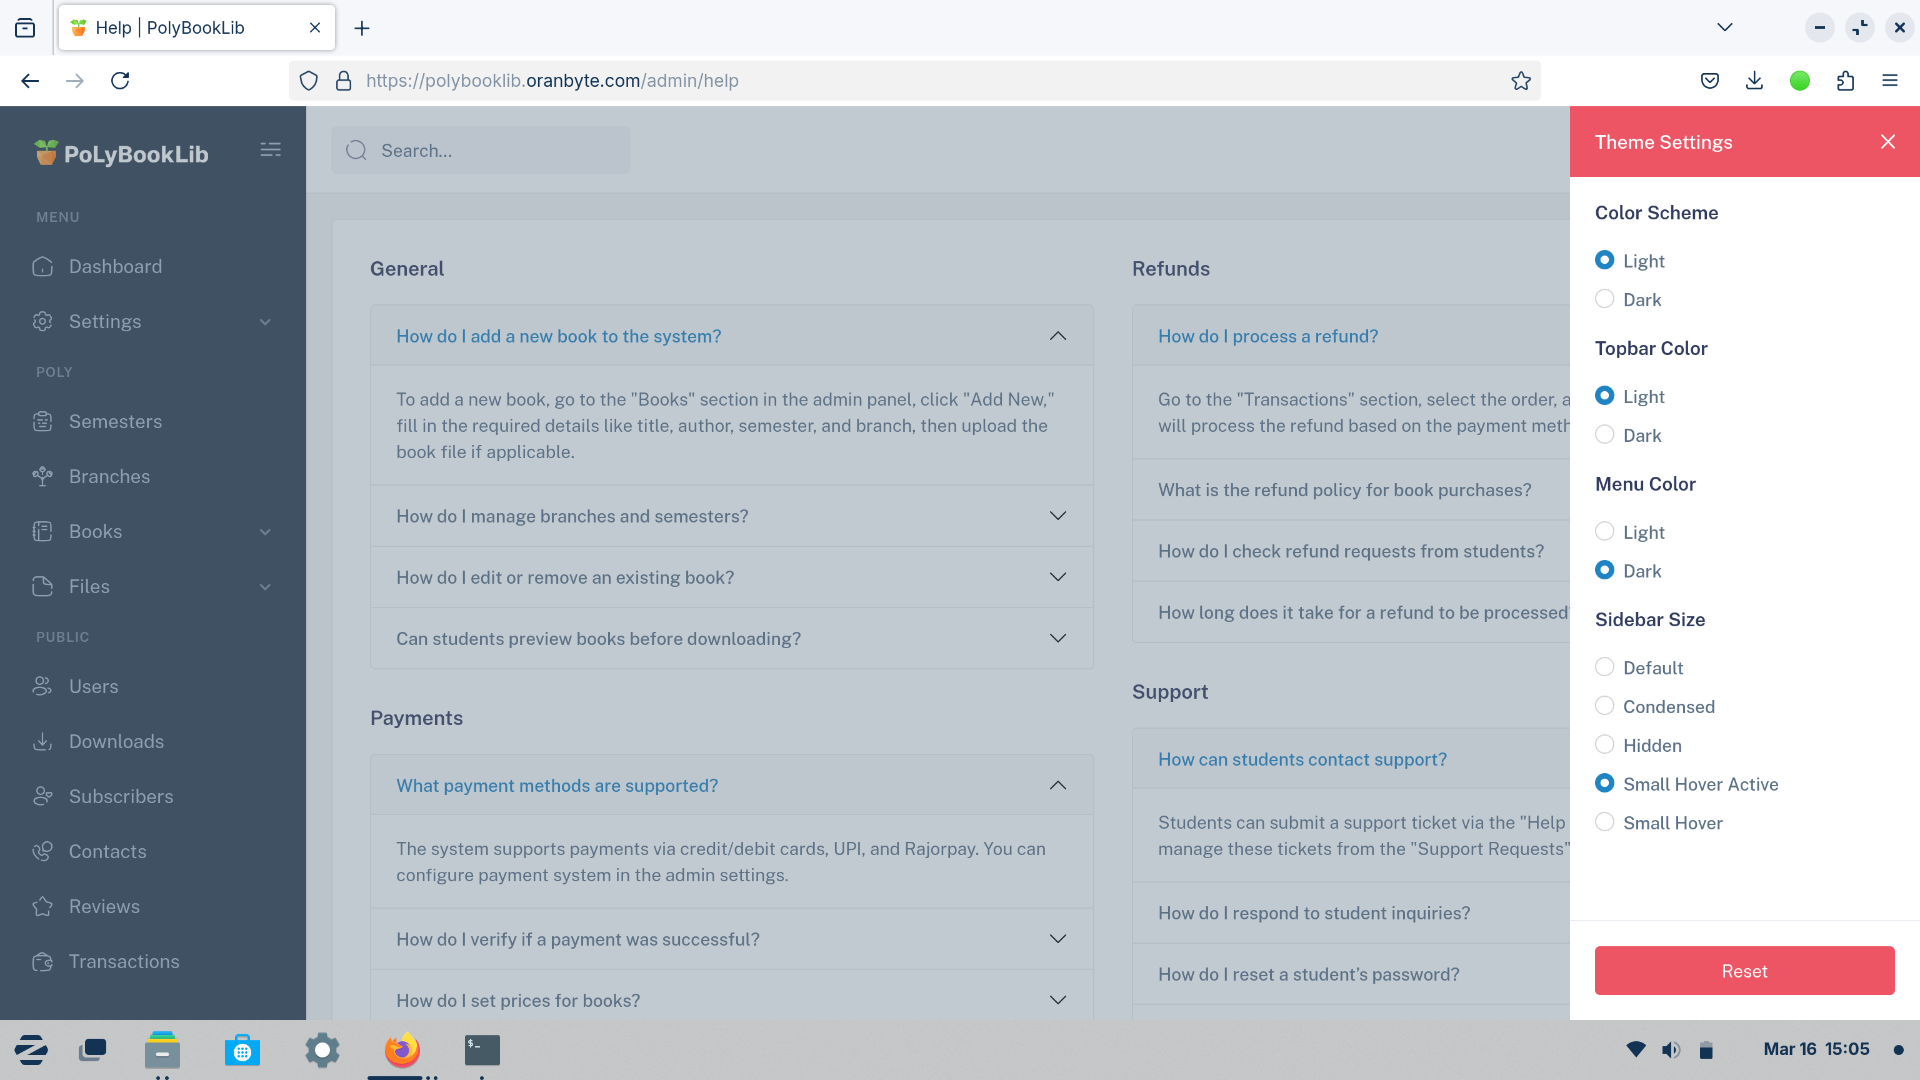 Help | PolyBookLib
https://polybooklib.oranbyte.com/admin/help
PoLyBookLib
MENU
Dashboard
Settings
POLY
Semesters
Branches
Books
Files
PUBLIC
Users
Downloads
Subscribers
Contacts
Reviews
Transactions
Search...
General
How do I add a new book to the system?
To add a new book, go to the "Books" section in the admin panel, click "Add New,"
fill in the required details like title, author, semester, and branch, then upload the
book file if applicable.
How do I manage branches and semesters?
How do I edit or remove an existing book?
Can students preview books before downloading?
Payments
What payment methods are supported?
The system supports payments via credit/debit cards, UPI, and Rajorpay. You can
configure payment system in the admin settings.
How do I verify if a payment was successful?
How do I set prices for books?
Refunds
How do I process a refund?
Go to the "Transactions" section, select the order, a
will process the refund based on the payment meth
What is the refund policy for book purchases?
How do I check refund requests from students?
How long does it take for a refund to be processed?
Support
How can students contact support?
Students can submit a support ticket via the "Help
manage these tickets from the "Support Requests"
How do I respond to student inquiries?
How do I reset a student's password?
Theme Settings
Color Scheme
Light
Dark
Topbar Color
Light
Dark
Menu Color
Light
Dark
Sidebar Size
Default
Condensed
Hidden
Small Hover Active
Small Hover
Reset
$-
Mar 16 15:05